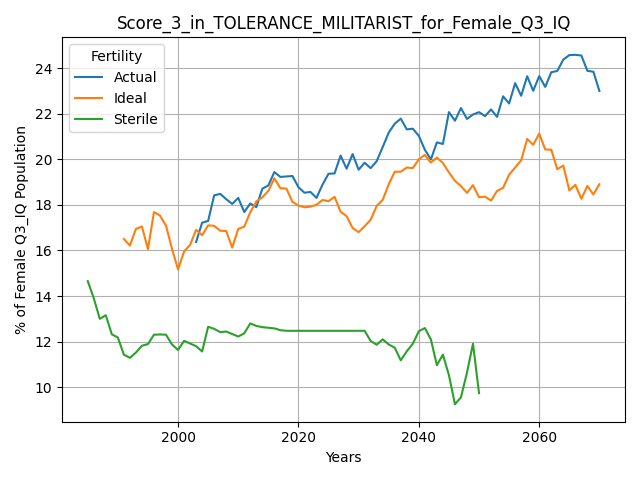 Score_3_in_TOLERANCE_MILITARIST_for_Female_Q3_IQ
Fertility
Actual
Ideal
Sterile
% of Female Q3_IQ Population
24
22
20
18
16
14
12
10
2000 2020 2040 2060
Years